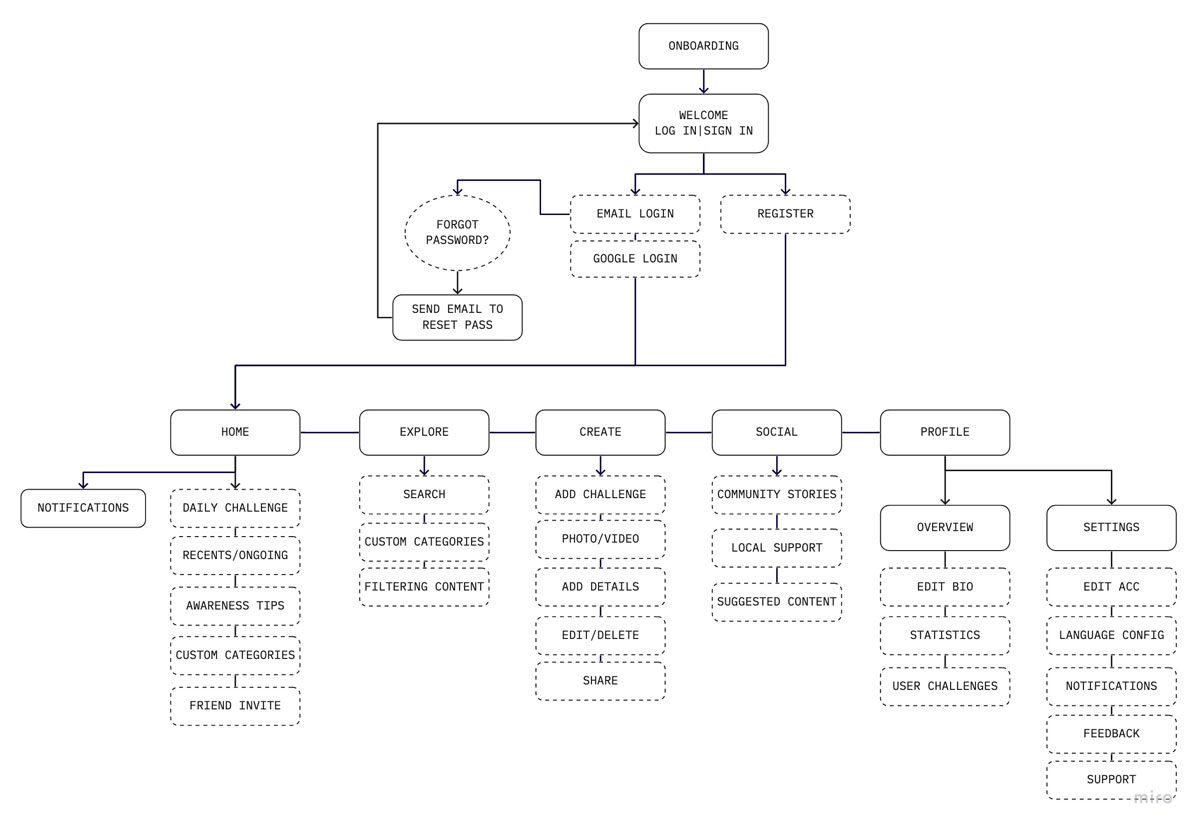 ONBOARDING
WELCOME
LOG IN|SIGN IN
EMAIL LOGIN
REGISTER
FORGOT
PASSWORD?
GOOGLE LOGIN
SEND EMAIL TO
RESET PASS
HOME
EXPLORE
CREATE
SOCIAL
PROFILE
NOTIFICATIONS
DAILY CHALLENGE
RECENTS/ONGOING
AWARENESS TIPS
CUSTOM CATEGORIES
FRIEND INVITE
SEARCH
CUSTOM CATEGORIES
FILTERING CONTENT
ADD CHALLENGE
PHOTO/VIDEO
ADD DETAILS
EDIT/DELETE
SHARE
COMMUNITY STORIES
LOCAL SUPPORT
SUGGESTED CONTENT
OVERVIEW
EDIT BIO
STATISTICS
USER CHALLENGES
SETTINGS
EDIT ACC
LANGUAGE CONFIG
NOTIFICATIONS
FEEDBACK
SUPPORT
miro